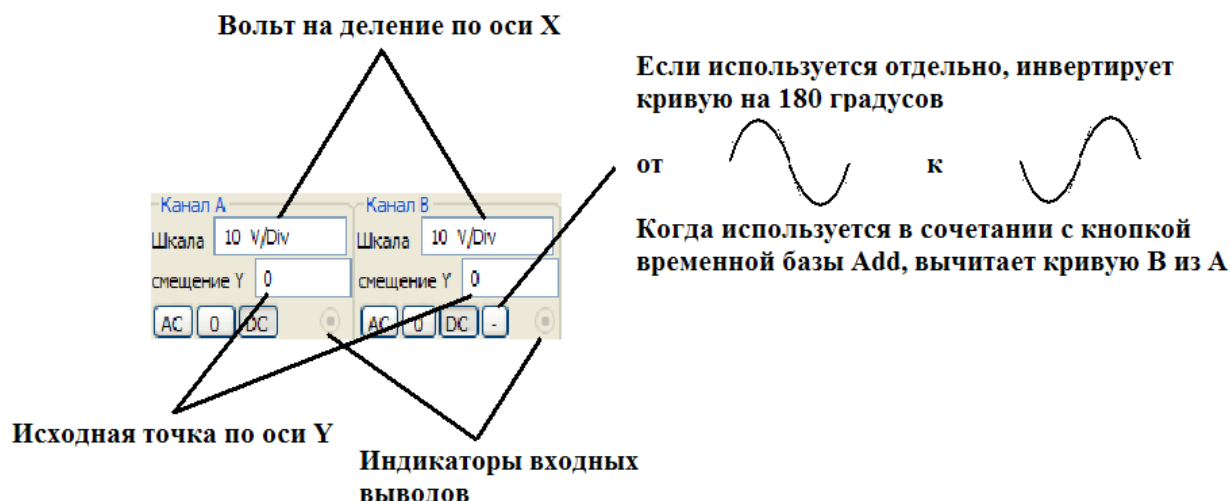 Вольт на деление по оси X
Если используется отдельно, инвертирует
кривую на 180 градусов
от
к
Когда используется в сочетании с кнопкой
временной базы Add, вычитает кривую B из A
Канал A
Канал B
Шкала 10 V/Div
Шкала 10 V/Div
смещение Y 0
смещение Y 0
AC 0 DC
AC 0 DC -
Исходная точка по оси Y
Индикаторы входных
выводов